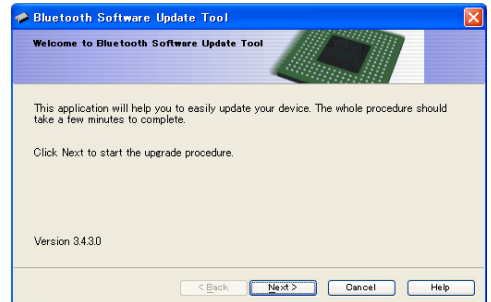 Bluetooth Software Update Tool
Welcome to Bluetooth Software Update Tool
This application will help you to easily update your device. The whole procedure should
take a few minutes to complete.
Click Next to start the upgrade procedure.
Version 3.4.3.0
< Back Next > Cancel Help